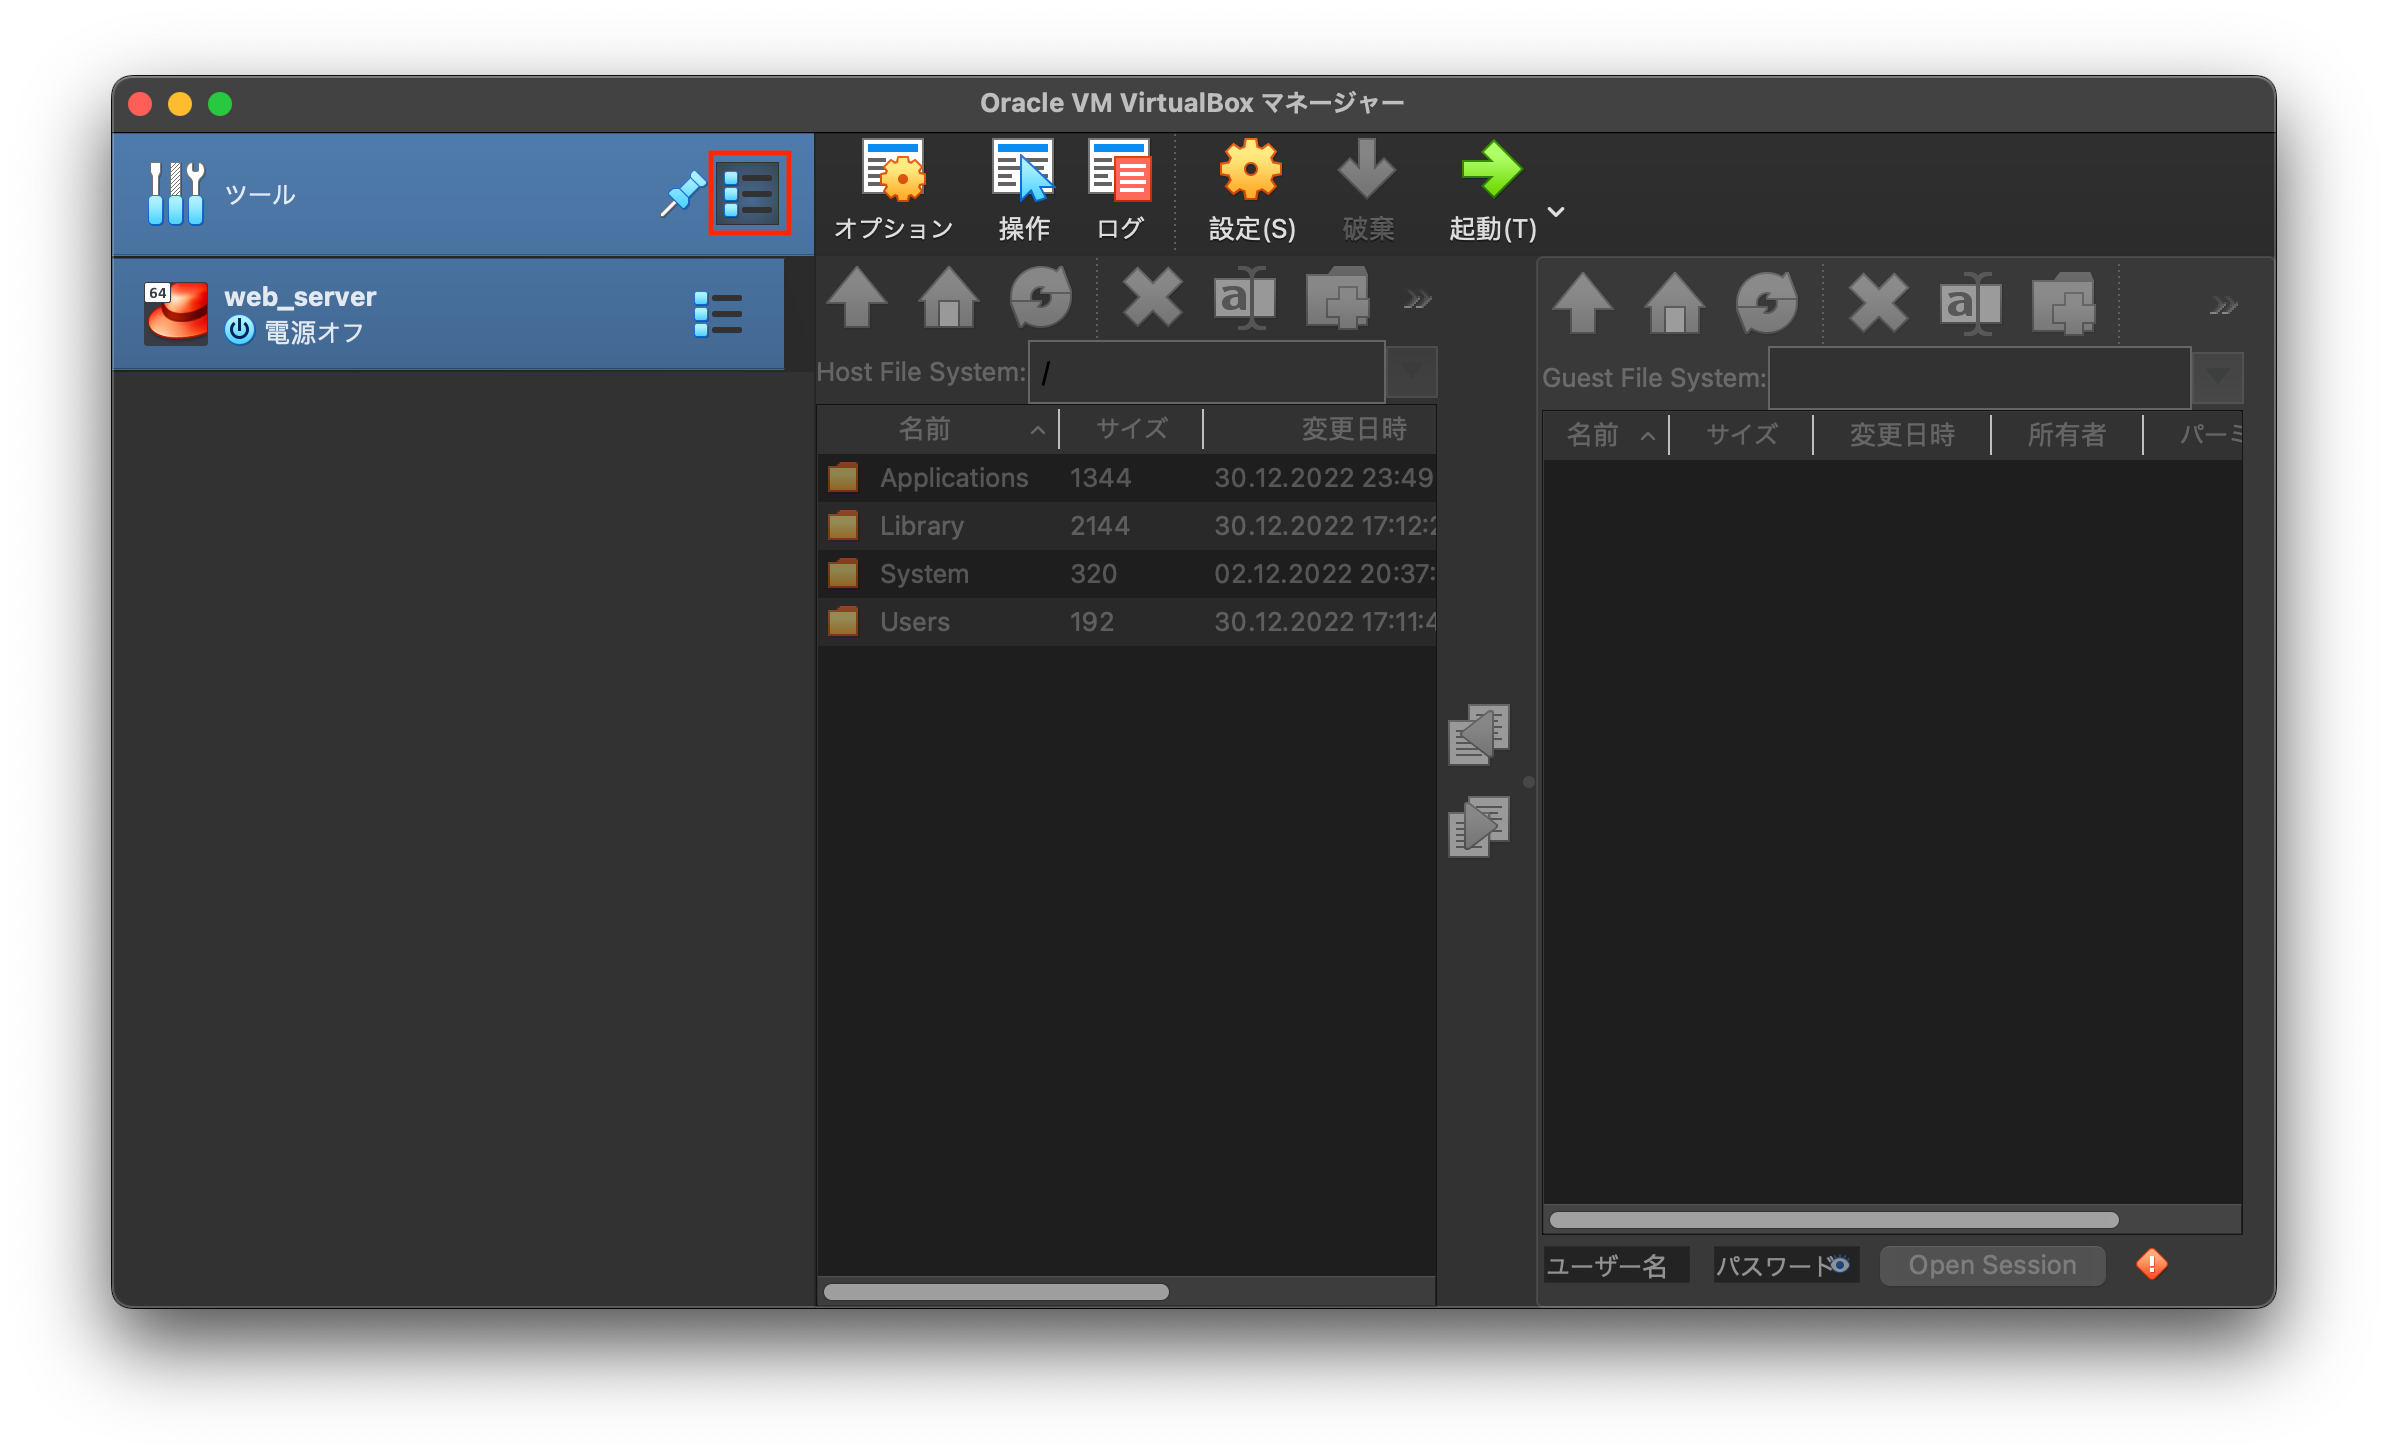 Oracle VM VirtualBox マネージャー
ツール
オプション
操作
ログ
設定(S)
破棄
起動(T)
64
web_server
電源オフ
Host File System:
/
名前
サイズ
変更日時
Applications 1344 30.12.2022 23:49
Library 2144 30.12.2022 17:12:2
System 320 02.12.2022 20:37:
Users 192 30.12.2022 17:11:4
Guest File System:
名前
サイズ
変更日時
所有者
パーミ
ユーザー名
パスワード
Open Session